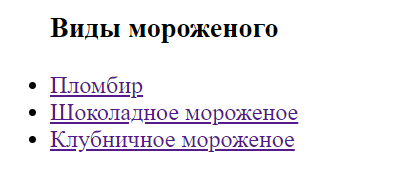 Виды мороженого
Пломбир
Шоколадное мороженое
Клубничное мороженое